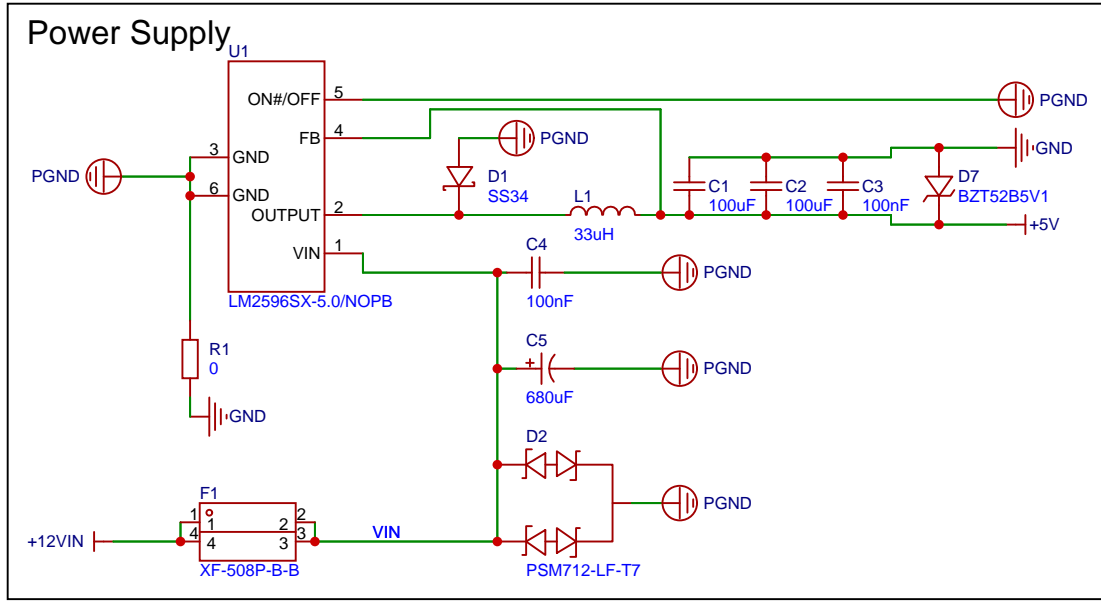 Power Supply
U1
ON#/OFF 5
PGND
FB 4
PGND
GND
3 GND
PGND
D1
SS34
C1
100uF
C2
100uF
C3
100nF
D7
BZT52B5V1
6 GND
L1
OUTPUT 2
33uH
+5V
VIN 1
C4
100nF
PGND
LM2596SX-5.0/NOPB
R1
0
C5
+
680uF
PGND
GND
D2
PGND
PSM712-LF-T7
F1
1 1 2 2
4 4 3 3
+12VIN
VIN
XF-508P-B-B